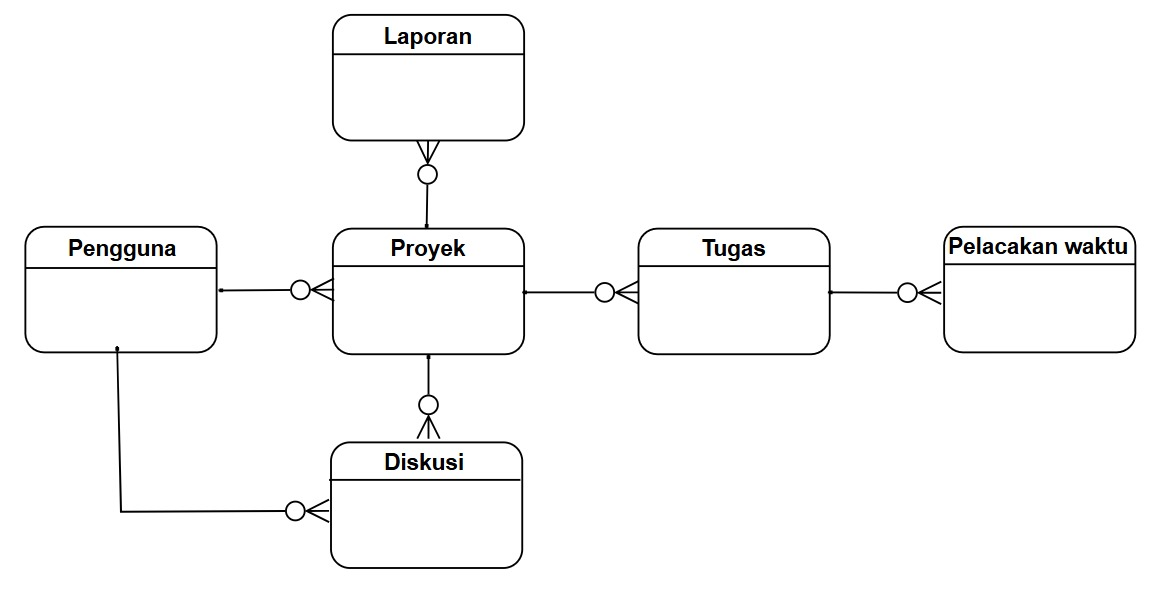 Laporan
Pengguna
Proyek
Tugas
Pelacakan waktu
Diskusi